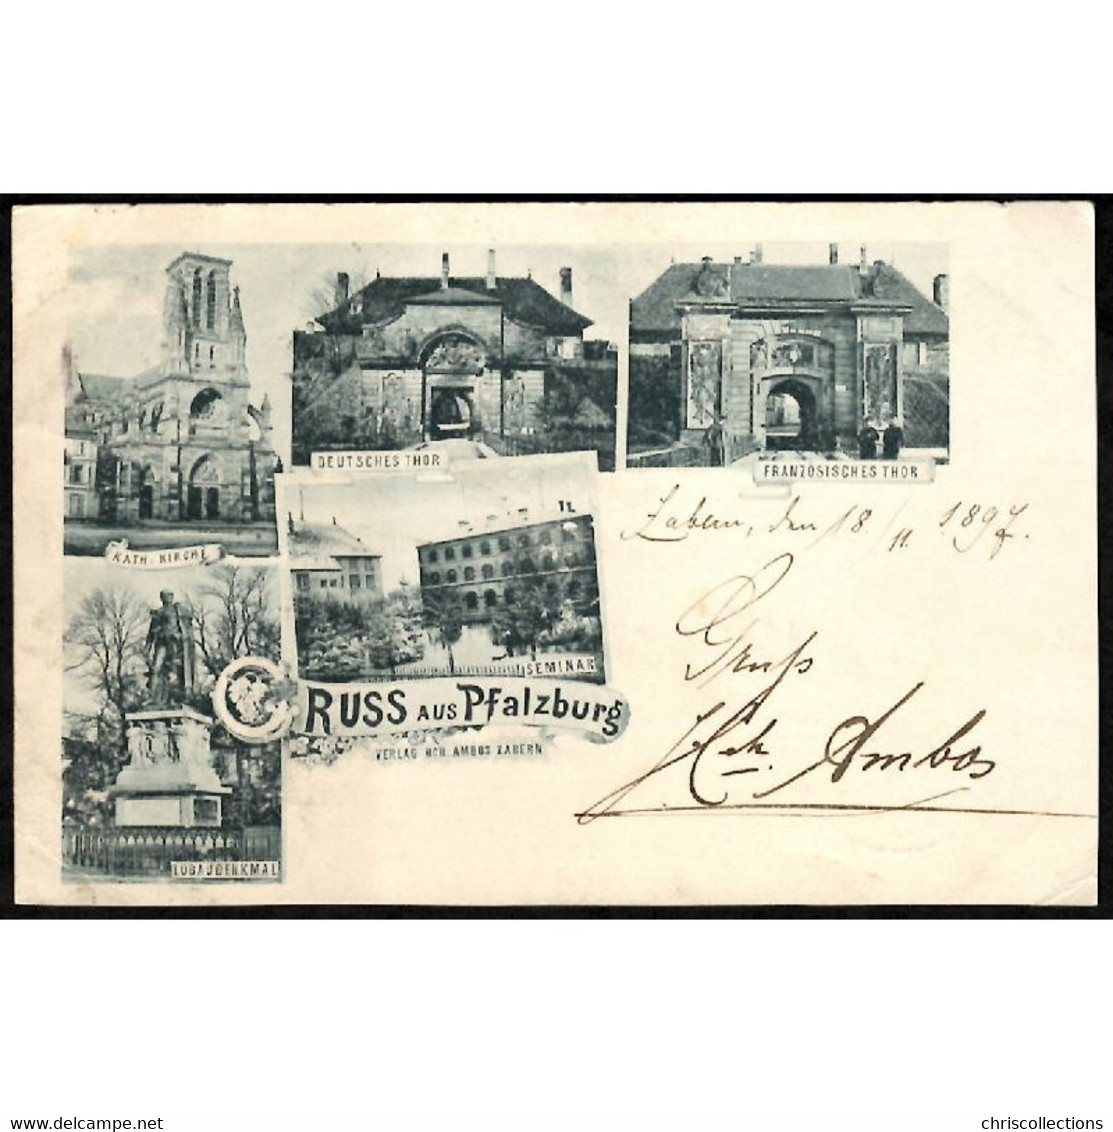 DEUTSCHES THOR
FRANZÖSISCHES THOR
KATH. KIRCHE
SEMINAR
GRUSS AUS Pfalzburg
VERLAG HCH. AMBOS ZABERN
LOBAUDENKMAL
Zabern, den 18./11. 1897.
Gruß
Hch. Ambos
delcampe.net
chriscollections